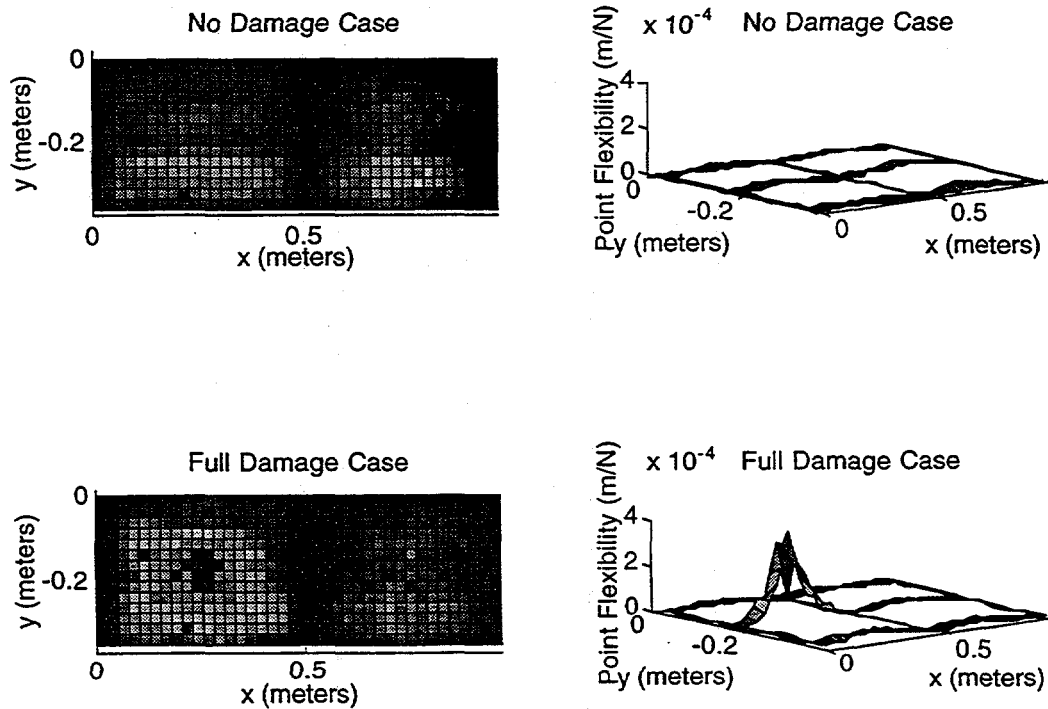 No Damage Case
0
-0.2
y (meters)
0
0.5
x (meters)
x 10-4 No Damage Case
Point Flexibility (m/N)
4
2
0
0
-0.2
y (meters)
0
0.5
x (meters)
Full Damage Case
0
-0.2
y (meters)
0
0.5
x (meters)
x 10-4 Full Damage Case
Point Flexibility (m/N)
4
2
0
0
-0.2
y (meters)
0
0.5
x (meters)